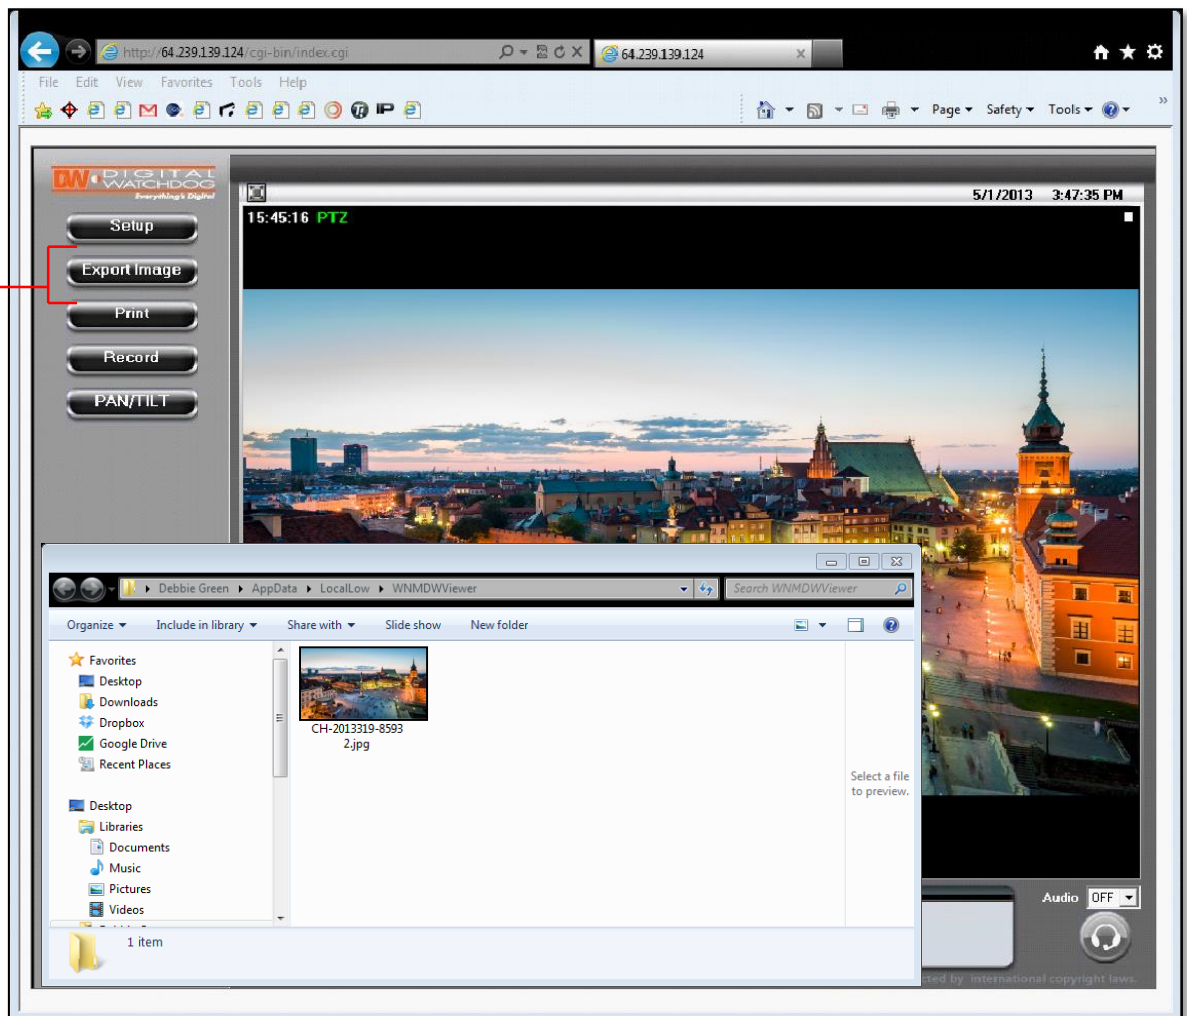 http://64.239.139.124/cgi-bin/index.cgi
64.239.139.124
File Edit View Favorites Tools Help
Page Safety Tools
DW DIGITAL
WATCHDOG
Everything's Digital
5/1/2013 3:47:35 PM
15:45:16 PTZ
Setup
Export Image
Print
Record
PAN/TILT
Debbie Green AppData LocalLow WNMDWViewer
Search WNMDWViewer
Organize Include in library Share with Slide show New folder
Favorites
Desktop
Downloads
Dropbox
Google Drive
Recent Places
Desktop
Libraries
Documents
Music
Pictures
Videos
CH-2013319-8593
2.jpg
Select a file
to preview.
1 item
Audio OFF
by international copyright laws.